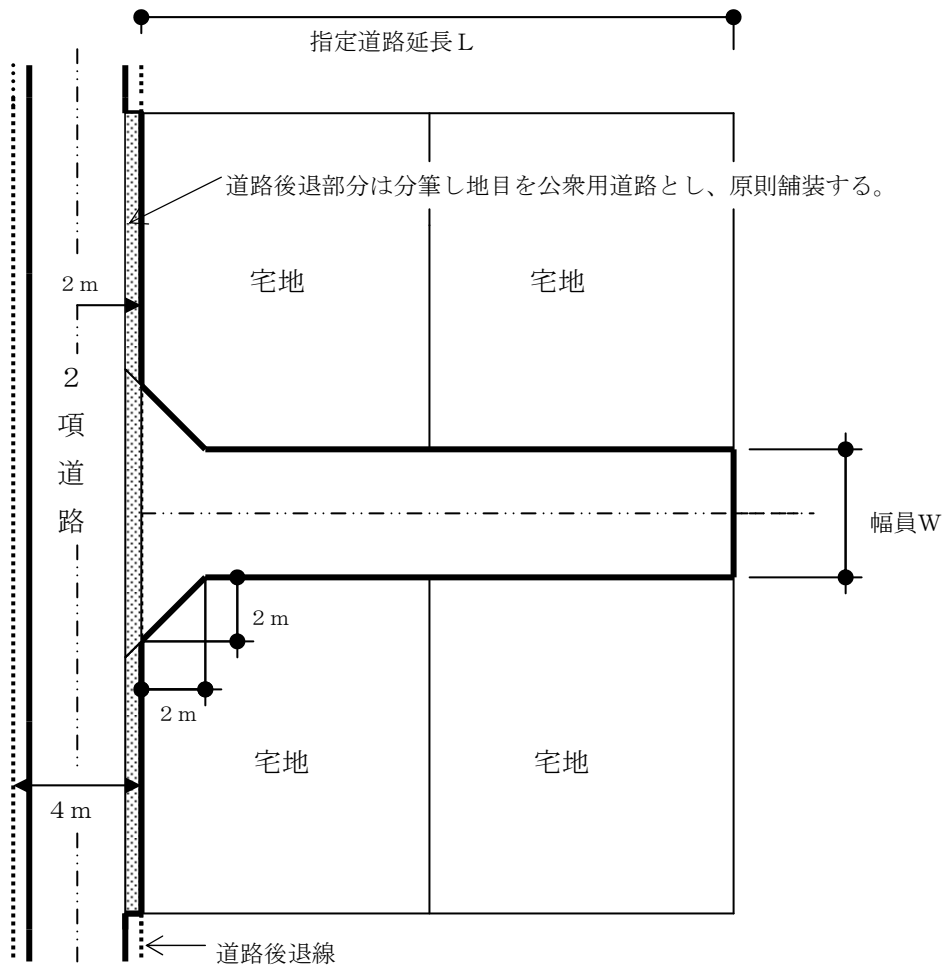 指定道路延長L
道路後退部分は分筆し地目を公衆用道路とし、原則舗装する。
2m
宅地
宅地
2項道路
幅員W
2m
2m
宅地
宅地
4m
道路後退線